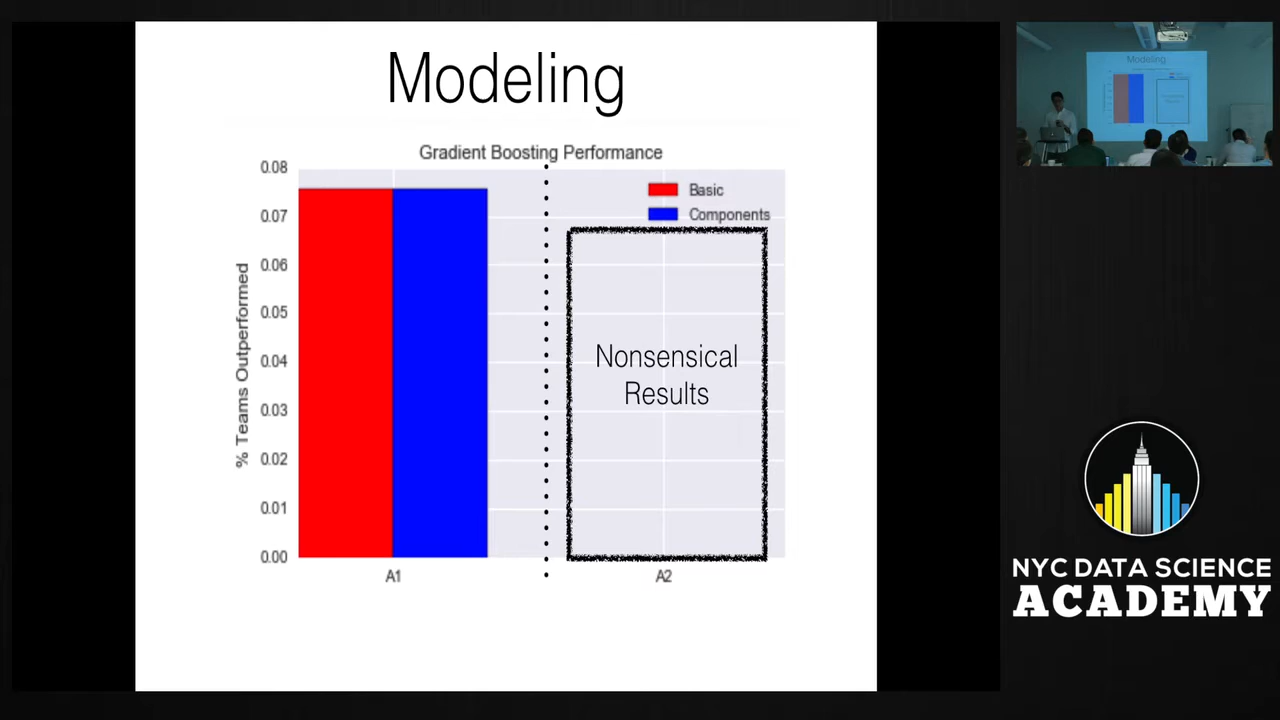 Modeling
Gradient Boosting Performance
0.08
0.07
0.06
0.05
0.04
0.03
0.02
0.01
0.00
% Teams Outperformed
Basic
Components
Nonsensical
Results
A1
A2
Modeling
NYC DATA SCIENCE
ACADEMY